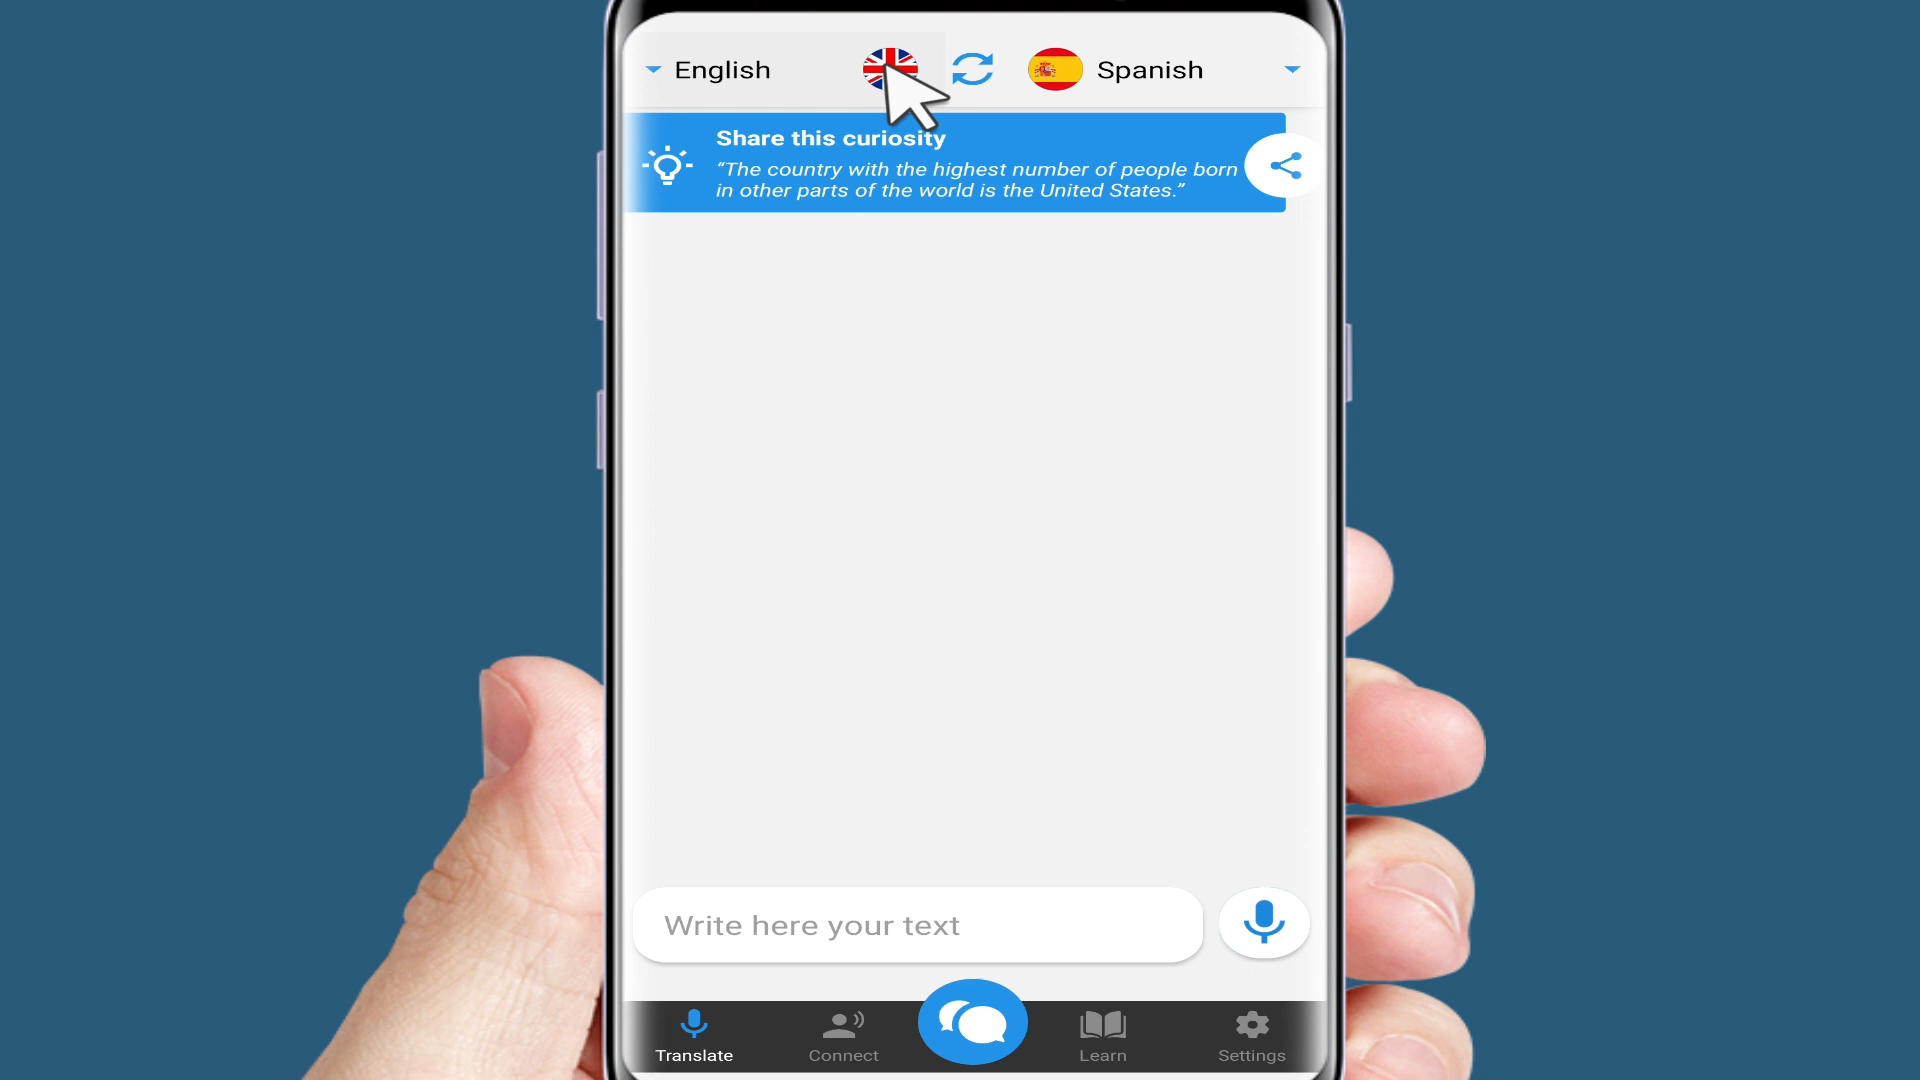 English
Spanish
Share this curiosity
“The country with the highest number of people born
in other parts of the world is the United States.”
Write here your text
Translate
Connect
Learn
Settings